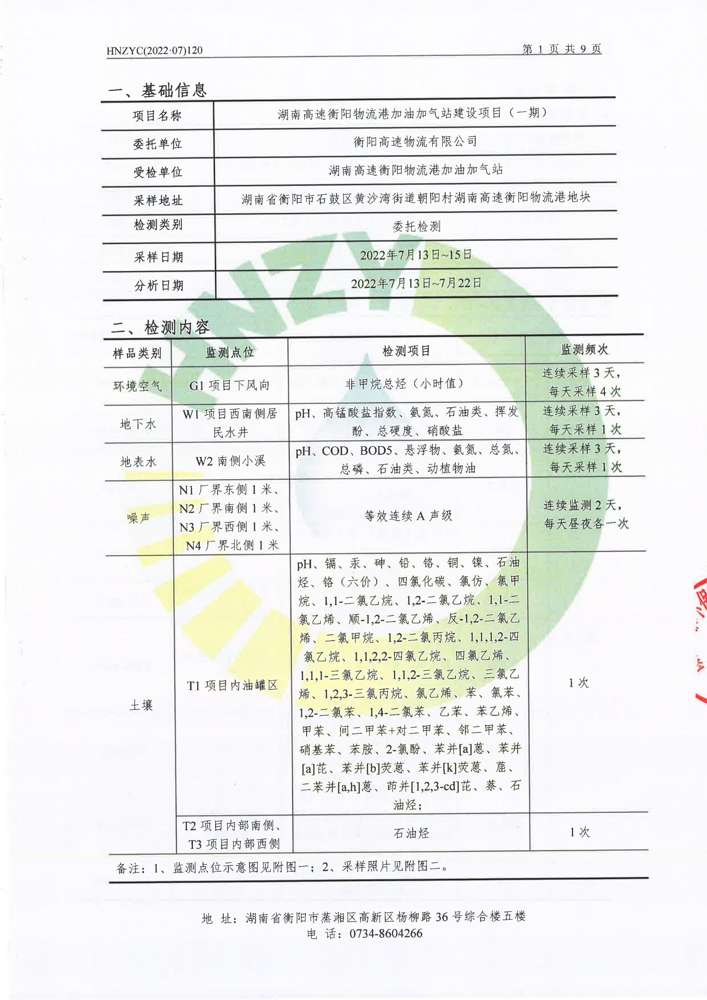 HNZYC(2022-07)120
第 1 页 共 9 页
一、基础信息
项目名称
湖南高速衡阳物流港加油加气站建设项目（一期）
委托单位
衡阳高速物流有限公司
受检单位
湖南高速衡阳物流港加油加气站
采样地址
湖南省衡阳市石鼓区黄沙湾街道朝阳村湖南高速衡阳物流港地块
检测类别
委托检测
采样日期
2022年7月13日~15日
分析日期
2022年7月13日~7月22日
HNZY
二、检测内容
样品类别
监测点位
检测项目
监测频次
环境空气
G1 项目下风向
非甲烷总烃（小时值）
连续采样 3 天，
每天采样 4 次
地下水
W1 项目西南侧居
民水井
pH、高锰酸盐指数、氨氮、石油类、挥发
酚、总硬度、硝酸盐
连续采样 3 天，
每天采样 1 次
地表水
W2 南侧小溪
pH、COD、BOD5、悬浮物、氨氮、总氮、
总磷、石油类、动植物油
连续采样 3 天，
每天采样 1 次
噪声
N1 厂界东侧 1 米、
N2 厂界南侧 1 米、
N3 厂界西侧 1 米、
N4 厂界北侧 1 米
等效连续 A 声级
连续监测 2 天，
每天昼夜各一次
土壤
T1 项目内油罐区
pH、镉、汞、砷、铅、铬、铜、镍、石油
烃、铬（六价）、四氯化碳、氯仿、氯甲
烷、1,1-二氯乙烷、1,2-二氯乙烷、1,1-二
氯乙烯、顺-1,2-二氯乙烯、反-1,2-二氯乙
烯、二氯甲烷、1,2-二氯丙烷、1,1,1,2-四
氯乙烷、1,1,2,2-四氯乙烷、四氯乙烯、
1,1,1-三氯乙烷、1,1,2-三氯乙烷、三氯乙
烯、1,2,3-三氯丙烷、氯乙烯、苯、氯苯、
1,2-二氯苯、1,4-二氯苯、乙苯、苯乙烯、
甲苯、间二甲苯+对二甲苯、邻二甲苯、
硝基苯、苯胺、2-氯酚、苯并[a]蒽、苯并
[a]芘、苯并[b]荧蒽、苯并[k]荧蒽、䓛、
二苯并[a,h]蒽、茚并[1,2,3-cd]芘、萘、石
油烃；
1 次
T2 项目内部南侧、
T3 项目内部西侧
石油烃
1 次
备注：1、监测点位示意图见附图一；2、采样照片见附图二。
地 址：湖南省衡阳市蒸湘区高新区杨柳路 36 号综合楼五楼
电 话：0734-8604266